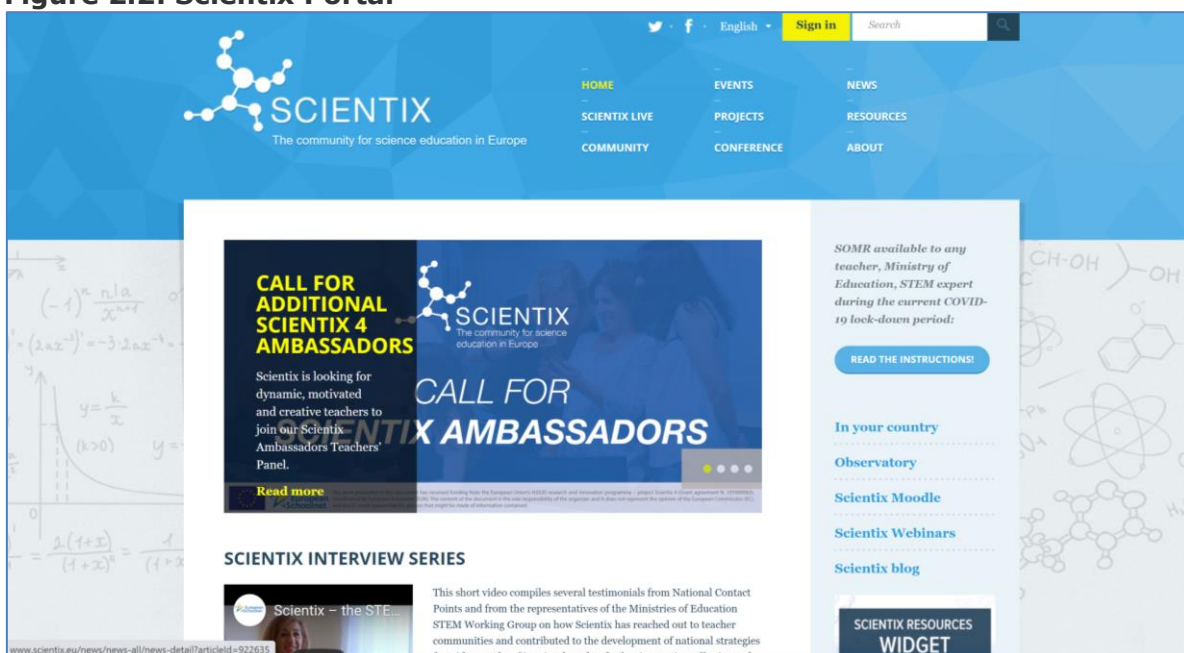 Figure 2.2: Scientix Portal
English
Sign in
Search
SCIENTIX
The community for science education in Europe
HOME
EVENTS
NEWS
SCIENTIX LIVE
PROJECTS
RESOURCES
COMMUNITY
CONFERENCE
ABOUT
CALL FOR
ADDITIONAL
SCIENTIX 4
AMBASSADORS
Scientix is looking for
dynamic, motivated
and creative teachers to
join our Scientix
Ambassadors Teachers'
Panel.
Read more
SCIENTIX
The community for science
education in Europe
CALL FOR
SCIENTIX AMBASSADORS
SOMR available to any
teacher, Ministry of
Education, STEM expert
during the current COVID-
19 lock-down period:
READ THE INSTRUCTIONS!
In your country
Observatory
Scientix Moodle
Scientix Webinars
Scientix blog
SCIENTIX RESOURCES
WIDGET
SCIENTIX INTERVIEW SERIES
Scientix – the STE...
This short video compiles several testimonials from National Contact
Points and from the representatives of the Ministries of Education
STEM Working Group on how Scientix has reached out to teacher
communities and contributed to the development of national strategies
www.scientix.eu/news/news-all/news-detail?articleId=922635
CH-OH
OH
y=k/x
(k>0)